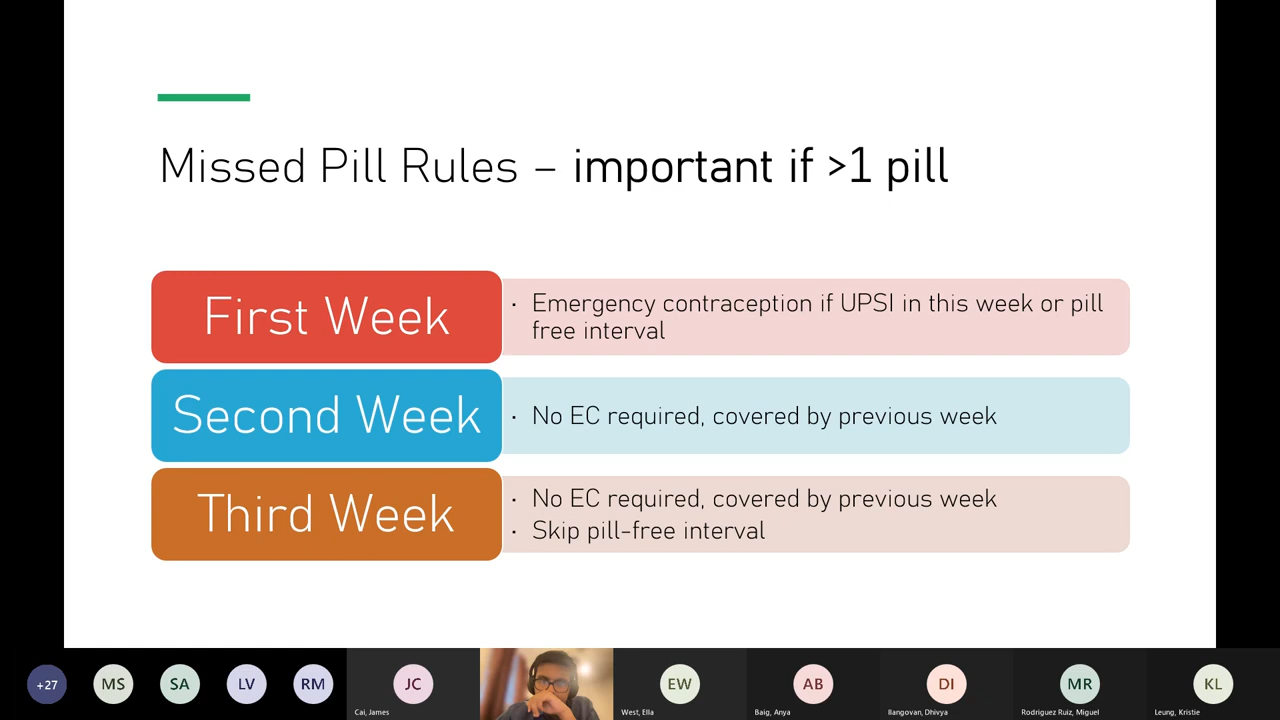 Missed Pill Rules – important if >1 pill
First Week
· Emergency contraception if UPSI in this week or pill
free interval
Second Week
· No EC required, covered by previous week
Third Week
· No EC required, covered by previous week
· Skip pill-free interval
+27
MS
SA
LV
RM
JC
EW
AB
DI
MR
KL
Cai, James
West, Ella
Baig, Anya
Ilangovan, Dhivya
Rodriguez Ruiz, Miguel
Leung, Kristie